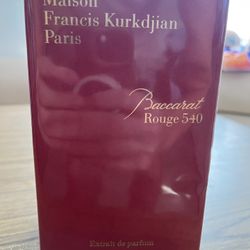 Maison
Francis Kurkdjian
Paris
Baccarat
Rouge 540
Extrait de parfum